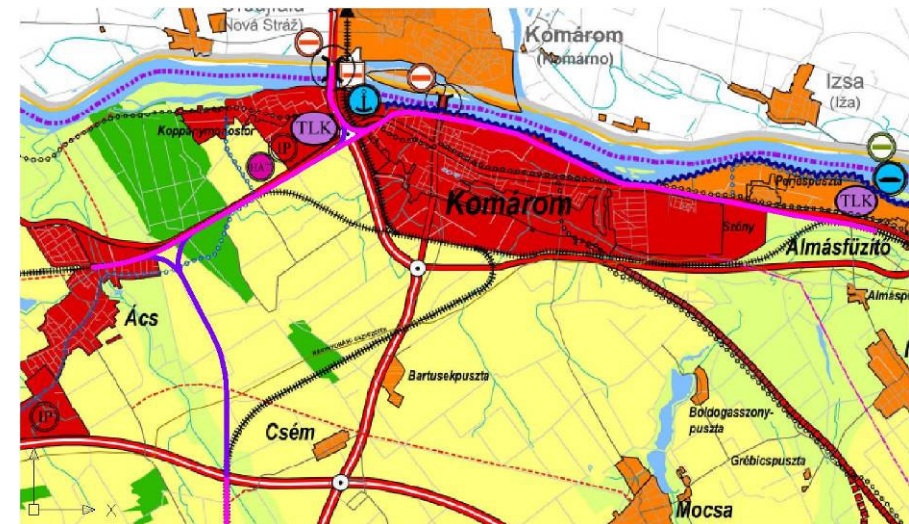 (Nová Stráž)
Komárom
(Komárno)
Izsa
(Iža)
Koppánymonostor
TLK
IP
TLK
Komárom
Szőny
Almásfüzitő
Ács
IP
Bartusekpuszta
Csém
Boldogasszony-
puszta
Grébicspuszta
Mocsa
X